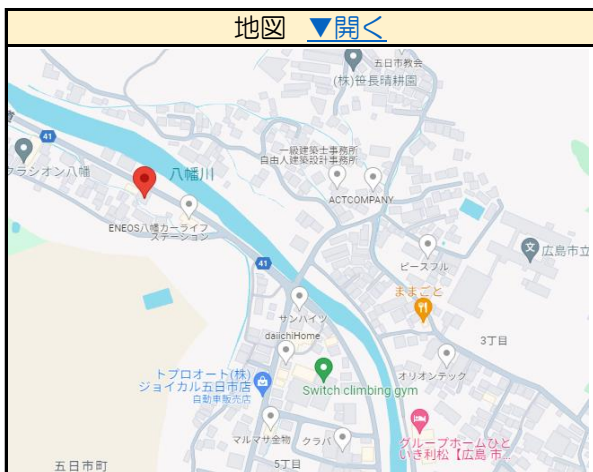 地図 ▼開く
五日市教会
(株)笹長晴耕園
41
クラシオン八幡
八幡川
一級建築士事務所
自由人建築設計事務所
ACTCOMPANY
ENEOS八幡カーライフ
ステーション
ピースフル
文
広島市立
41
ままごと
サンハイツ
3丁目
daiichiHome
トプロオート(株)
ジョイカル五日市店
自動車販売店
Switch climbing gym
オリオンテック
マルマサ金物
クラバ
グループホームひと
いき利松【広島 市...
五日市町
5丁目